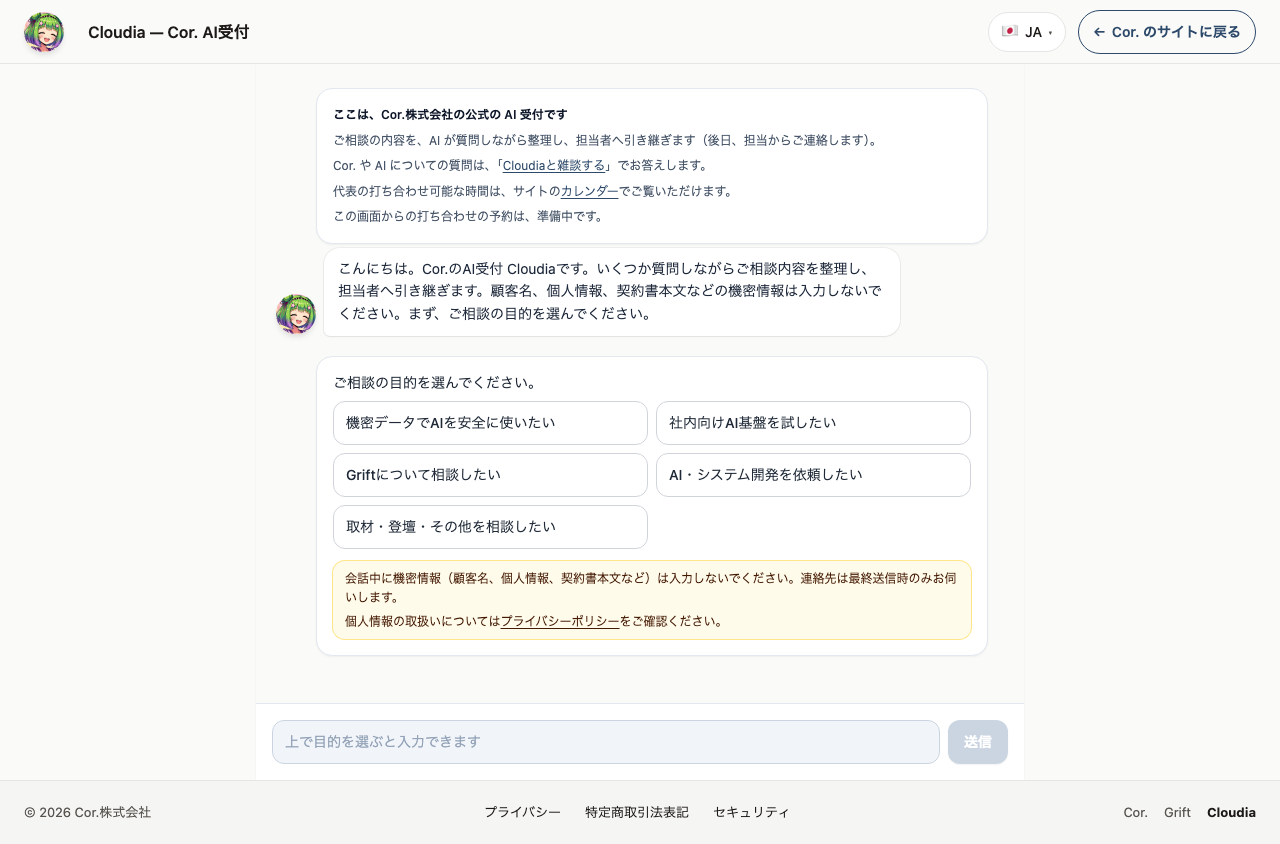 Cloudia — Cor. AI受付
JA
← Cor. のサイトに戻る
ここは、Cor.株式会社の公式の AI 受付です
ご相談の内容を、AI が質問しながら整理し、担当者へ引き継ぎます（後日、担当からご連絡します）。
Cor. や AI についての質問は、「Cloudiaと雑談する」でお答えします。
代表の打ち合わせ可能な時間は、サイトのカレンダーでご覧いただけます。
この画面からの打ち合わせの予約は、準備中です。
こんにちは。Cor.のAI受付 Cloudiaです。いくつか質問しながらご相談内容を整理し、
担当者へ引き継ぎます。顧客名、個人情報、契約書本文などの機密情報は入力しないで
ください。まず、ご相談の目的を選んでください。
ご相談の目的を選んでください。
機密データでAIを安全に使いたい
社内向けAI基盤を試したい
Griftについて相談したい
AI・システム開発を依頼したい
取材・登壇・その他を相談したい
会話中に機密情報（顧客名、個人情報、契約書本文など）は入力しないでください。連絡先は最終送信時のみお伺
いします。
個人情報の取扱いについてはプライバシーポリシーをご確認ください。
上で目的を選ぶと入力できます
送信
© 2026 Cor.株式会社
プライバシー
特定商取引法表記
セキュリティ
Cor.
Grift
Cloudia